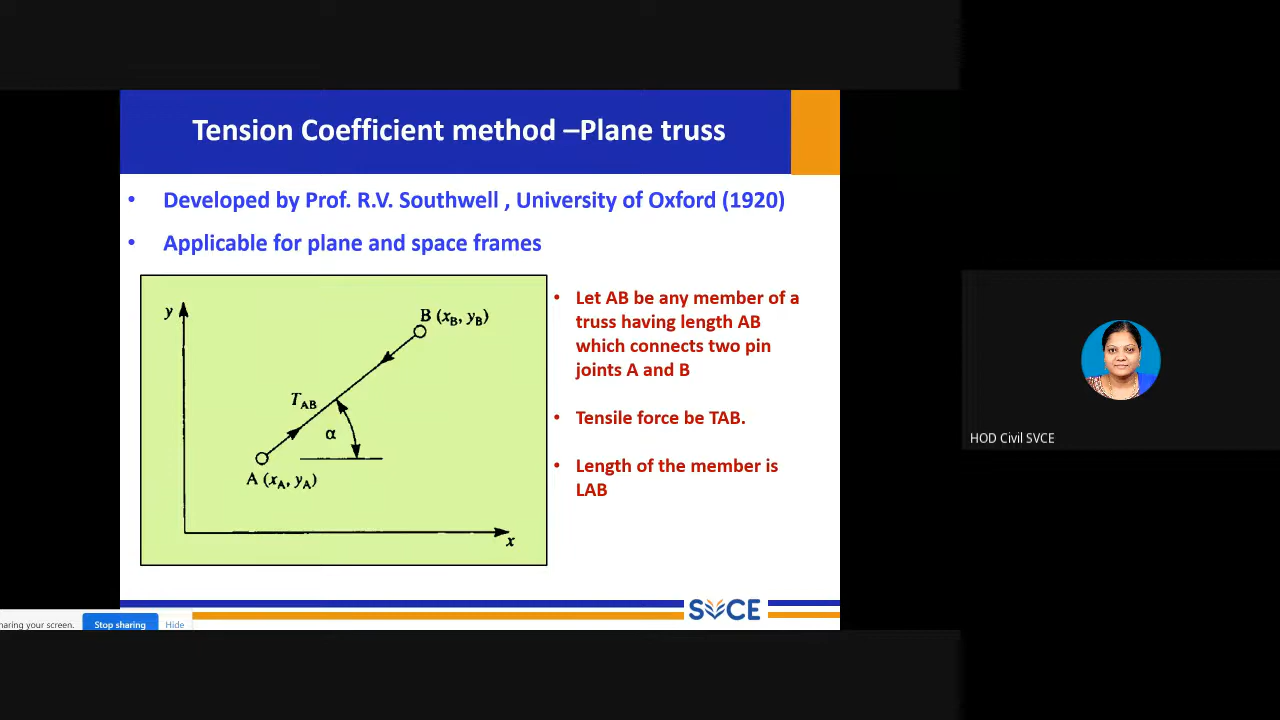 Tension Coefficient method –Plane truss
• Developed by Prof. R.V. Southwell , University of Oxford (1920)
• Applicable for plane and space frames
y
B (xB, yB)
TAB
α
A (xA, yA)
x
• Let AB be any member of a
truss having length AB
which connects two pin
joints A and B
• Tensile force be TAB.
• Length of the member is
LAB
HOD Civil SVCE
SVCE
haring your screen. Stop sharing Hide